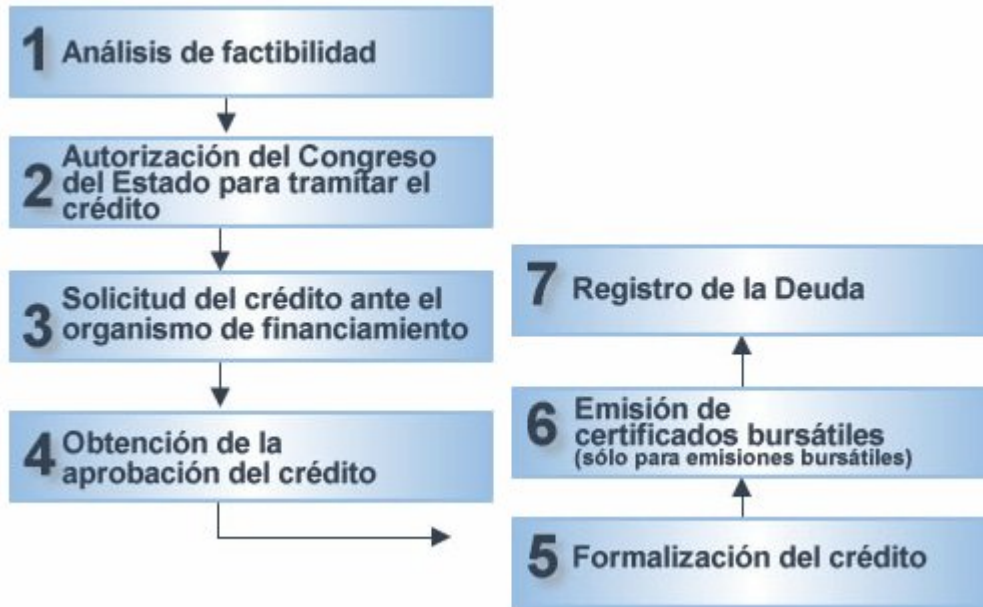 1 Análisis de factibilidad
2 Autorización del Congreso
del Estado para tramitar el
crédito
3 Solicitud del crédito ante el
organismo de financiamiento
4 Obtención de la
aprobación del crédito
5 Formalización del crédito
6 Emisión de
certificados bursátiles
(sólo para emisiones bursátiles)
7 Registro de la Deuda